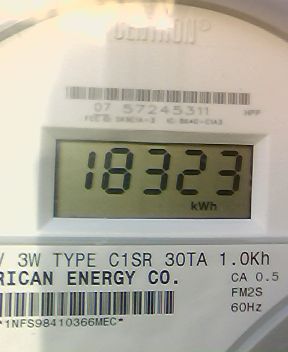 CENTRON®
07 57245311
18323
kWh
V 3W TYPE C1SR 30TA 1.0Kh
RICAN ENERGY CO.
CA 0.5
FM2S
60Hz
*1NFS98410366MEC*